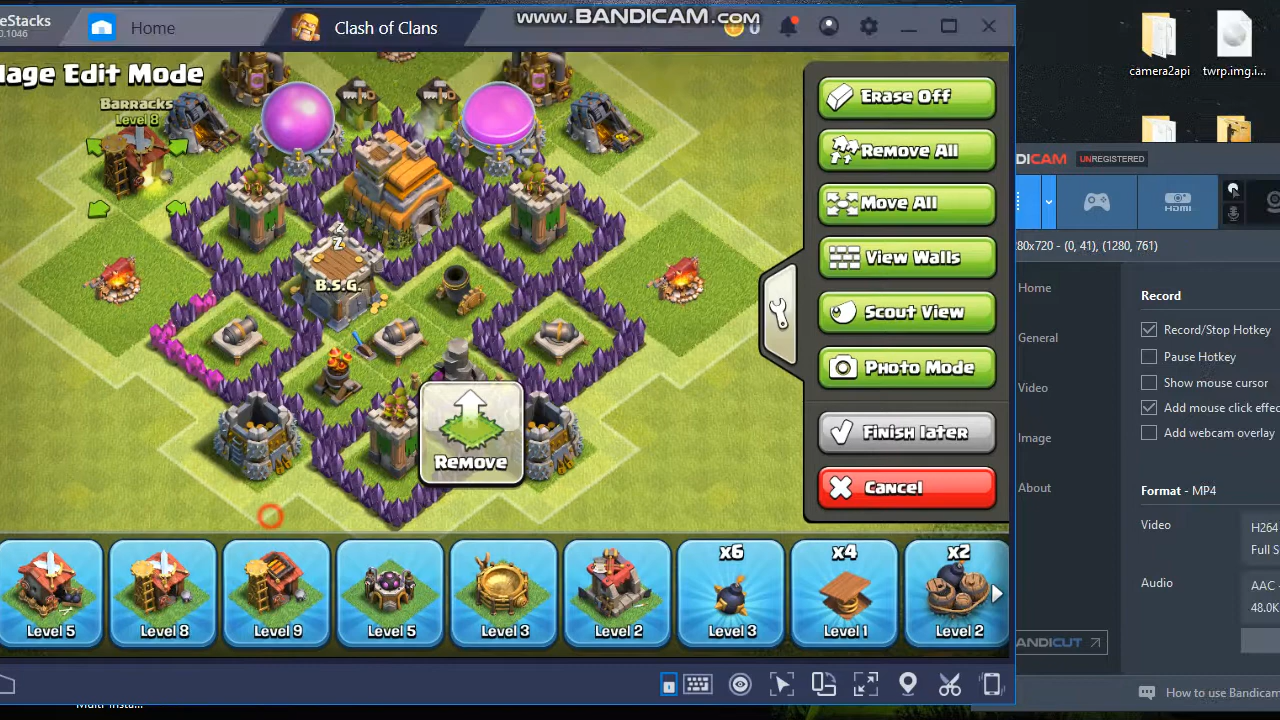 eStacks
0.1046
Home
Clash of Clans
www.BANDICAM.com
0
camera2api
twrp.img.i...
lage Edit Mode
Barracks
Level 8
Erase Off
Remove All
Move All
View Walls
Scout View
Photo Mode
Finish later
Cancel
Z
Z
B.S.G.
Remove
Level 5
Level 8
Level 9
Level 5
Level 3
Level 2
x6
Level 3
x4
Level 1
x2
Level 2
DICAM UNREGISTERED
HDMI
80x720 - (0, 41), (1280, 761)
Home
General
Video
Image
About
Record
Record/Stop Hotkey
Pause Hotkey
Show mouse cursor
Add mouse click effec
Add webcam overlay
Format - MP4
Video
H264
Full S
Audio
AAC
48.0K
ANDICUT
How to use Bandicam
Multi-Insta...